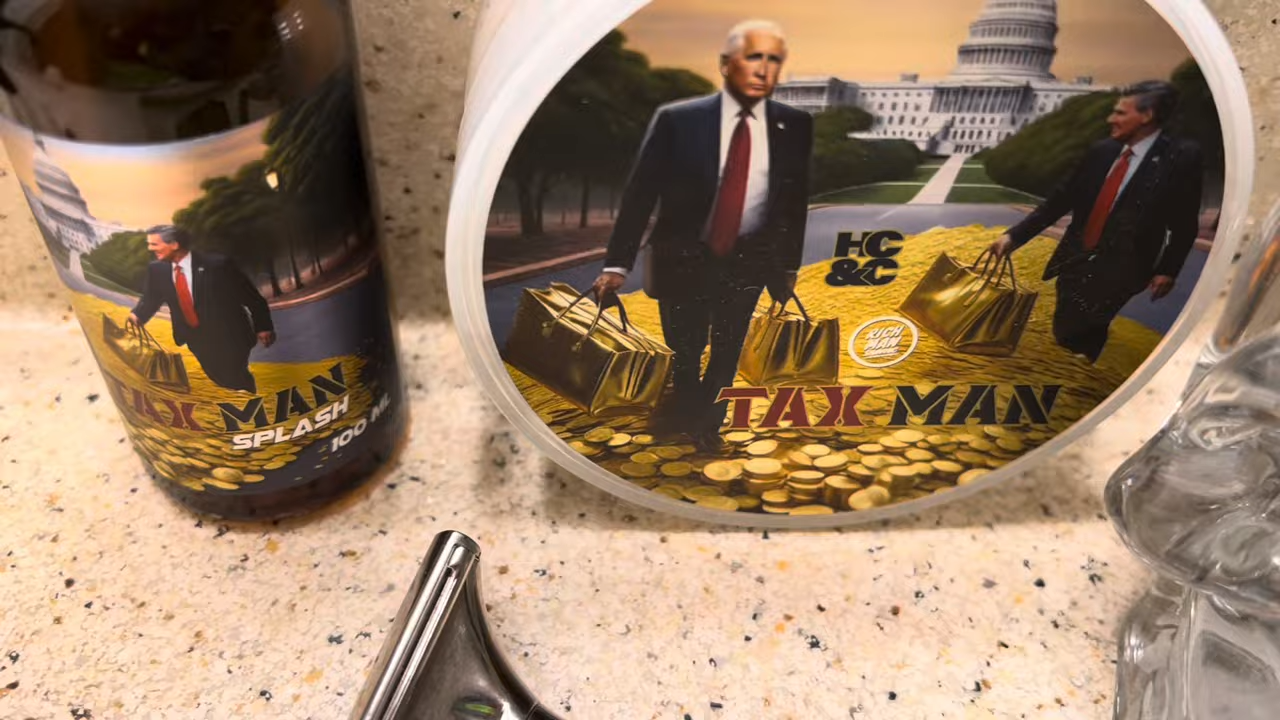 TAX MAN
SPLASH
100 ML
HC
&C
RICH
MAN
TAX MAN